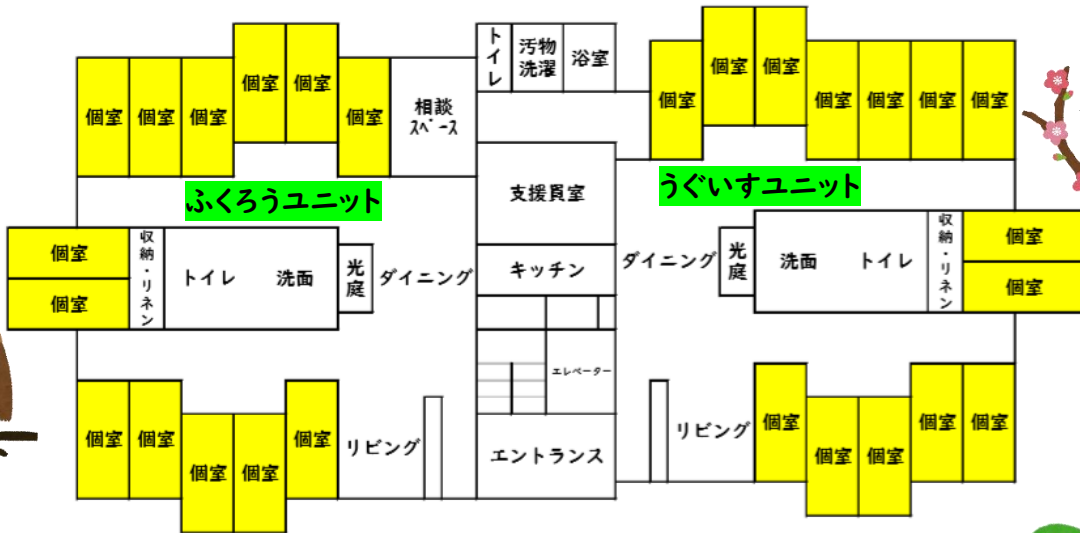 個室
個室
個室
個室
個室
個室
相談
スペース
トイレ
汚物
洗濯
浴室
個室
個室
個室
個室
個室
個室
個室
ふくろうユニット
支援員室
うぐいすユニット
個室
個室
収納・リネン
トイレ 洗面
光庭
ダイニング
キッチン
ダイニング
光庭
洗面 トイレ
収納・リネン
個室
個室
エレベーター
個室
個室
個室
個室
個室
リビング
エントランス
リビング
個室
個室
個室
個室
個室